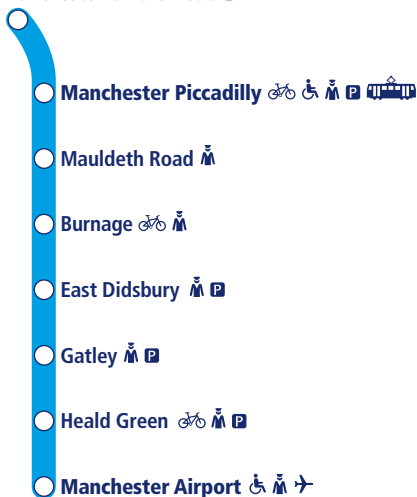 Manchester Piccadilly P
Mauldeth Road
Burnage
East Didsbury P
Gatley P
Heald Green P
Manchester Airport